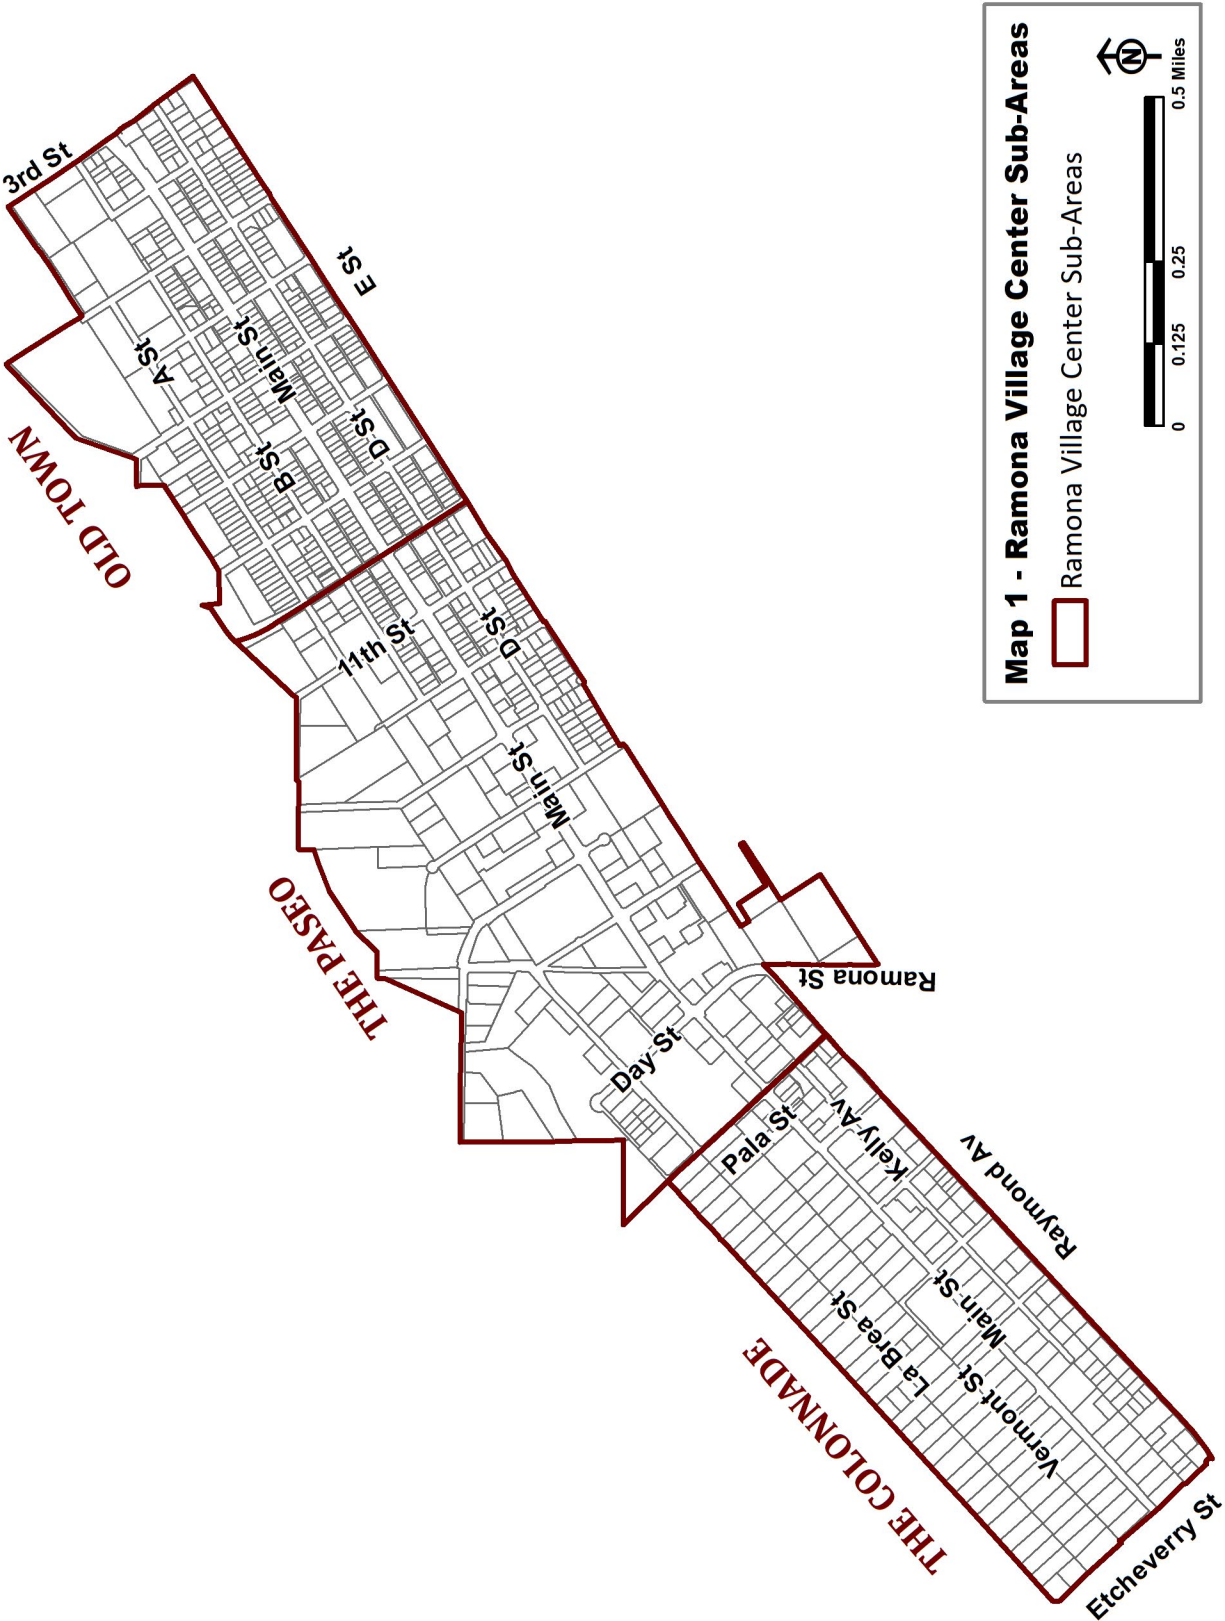 3rd St
E St
A St
Main St
D St
B St
OLD TOWN
11th St
D St
Main St
THE PASEO
Ramona St
Day St
Pala St
Kelly Av
Raymond Av
Main St
La Brea St
Vermont St
THE COLONNADE
Etcheverry St
Map 1 - Ramona Village Center Sub-Areas
Ramona Village Center Sub-Areas
N
0 0.125 0.25 0.5 Miles